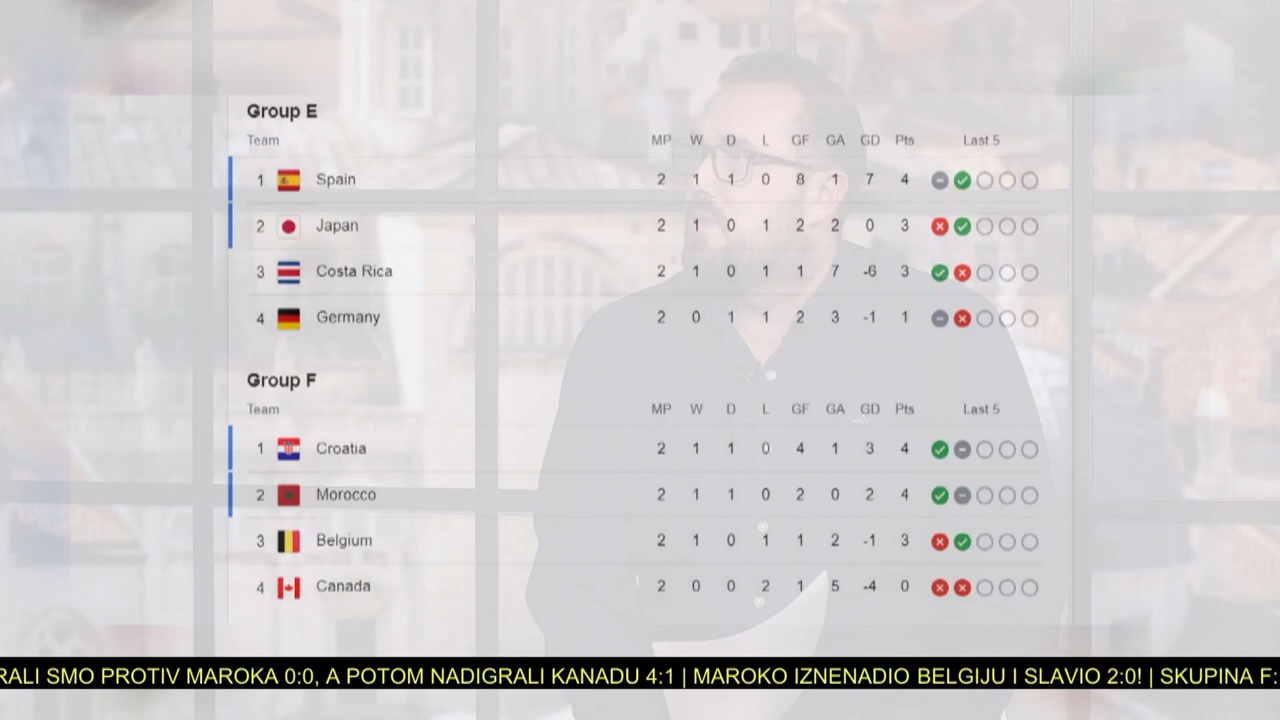 Group E
Team MP W D L GF GA GD Pts Last 5
1 Spain 2 1 1 0 8 1 7 4
2 Japan 2 1 0 1 2 2 0 3
3 Costa Rica 2 1 0 1 1 7 -6 3
4 Germany 2 0 1 1 2 3 -1 1
Group F
Team MP W D L GF GA GD Pts Last 5
1 Croatia 2 1 1 0 4 1 3 4
2 Morocco 2 1 1 0 2 0 2 4
3 Belgium 2 1 0 1 1 2 -1 3
4 Canada 2 0 0 2 1 5 -4 0
RALI SMO PROTIV MAROKA 0:0, A POTOM NADIGRALI KANADU 4:1 | MAROKO IZNENADIO BELGIJU I SLAVIO 2:0! | SKUPINA F: